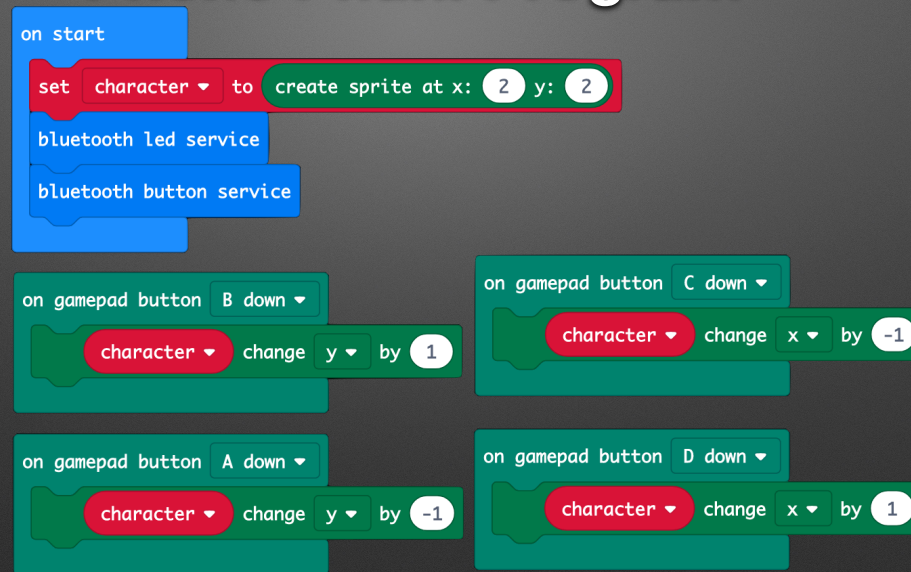 on start
set character to create sprite at x: 2 y: 2
bluetooth led service
bluetooth button service
on gamepad button B down
character change y by 1
on gamepad button C down
character change x by -1
on gamepad button A down
character change y by -1
on gamepad button D down
character change x by 1